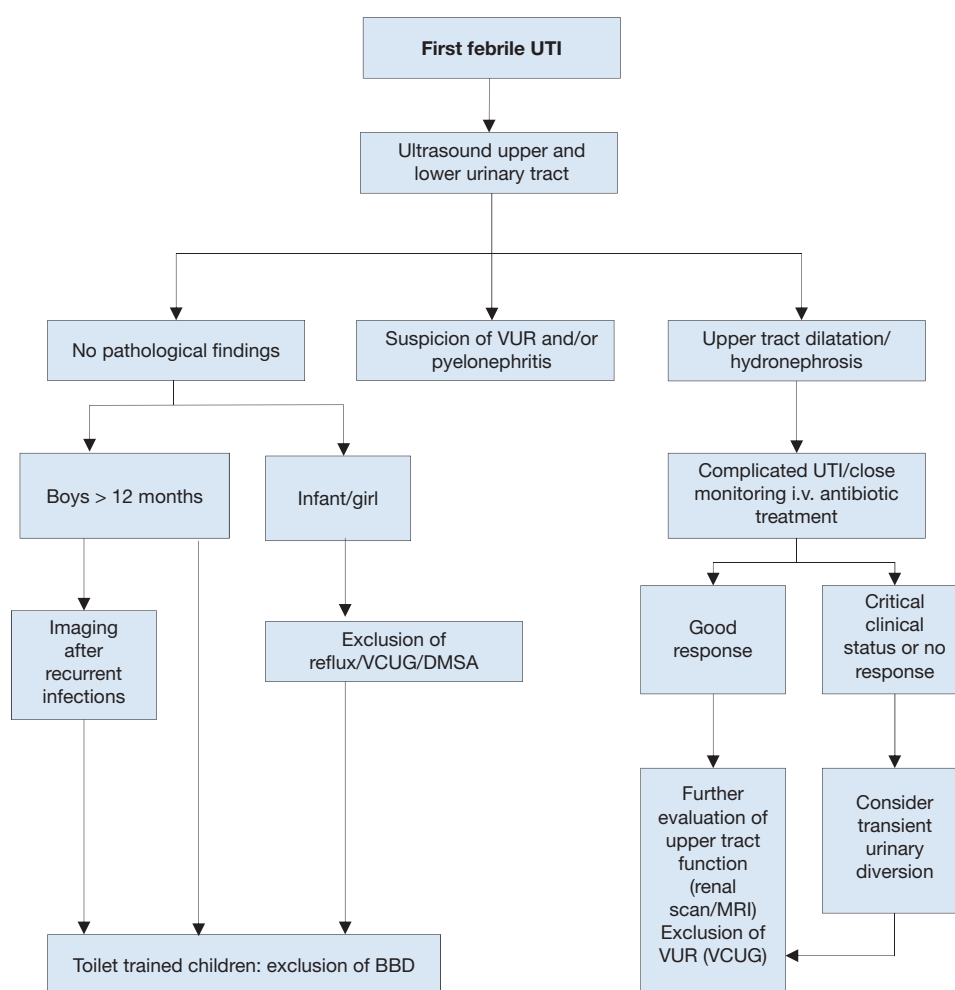 First febrile UTI
Ultrasound upper and
lower urinary tract
No pathological findings
Suspicion of VUR and/or
pyelonephritis
Upper tract dilatation/
hydronephrosis
Boys > 12 months
Infant/girl
Complicated UTI/close
monitoring i.v. antibiotic
treatment
Imaging
after
recurrent
infections
Exclusion of
reflux/VCUG/DMSA
Good
response
Critical
clinical
status or no
response
Further
evaluation of
upper tract
function
(renal
scan/MRI)
Exclusion of
VUR (VCUG)
Consider
transient
urinary
diversion
Toilet trained children: exclusion of BBD